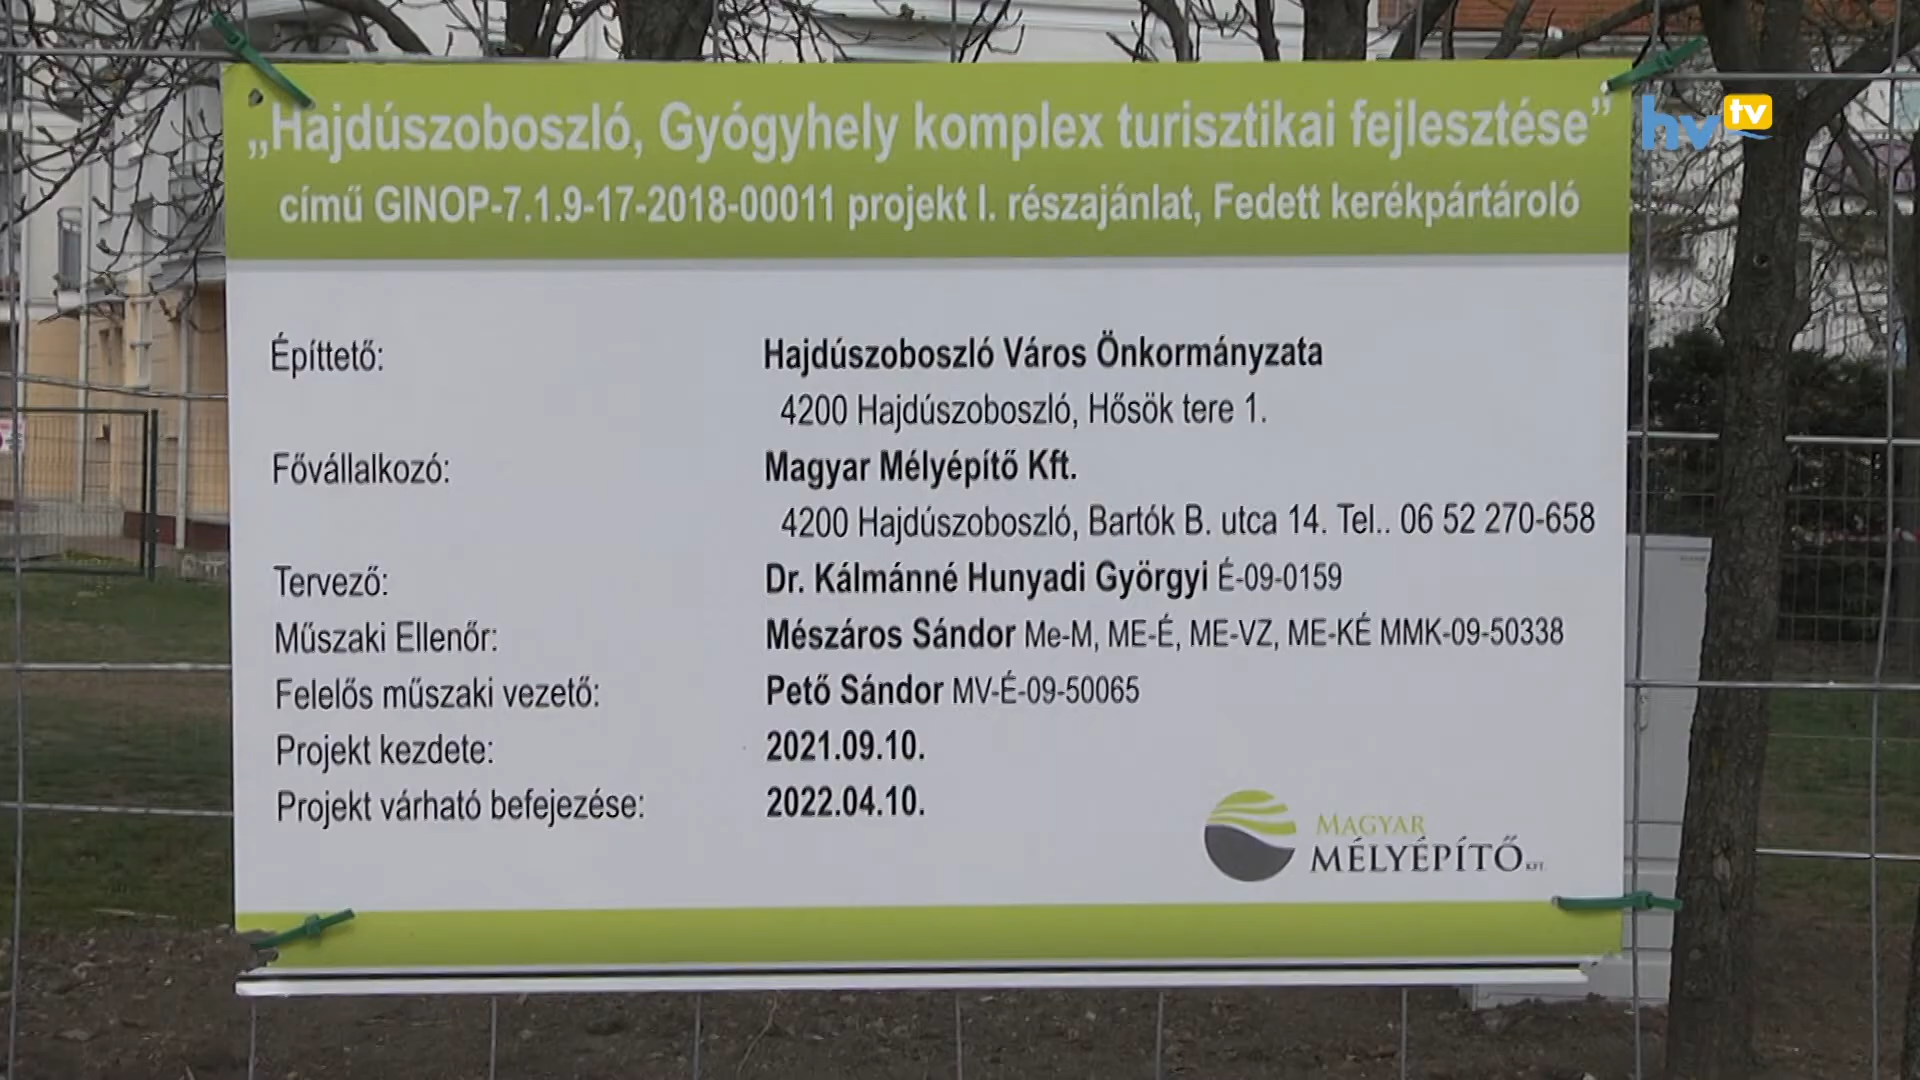 „Hajdúszoboszló, Gyógyhely komplex turisztikai fejlesztése”
című GINOP-7.1.9-17-2018-00011 projekt I. részajánlat, Fedett kerékpártároló
hv tv
Építtető: Hajdúszoboszló Város Önkormányzata
4200 Hajdúszoboszló, Hősök tere 1.
Fővállalkozó: Magyar Mélyépítő Kft.
4200 Hajdúszoboszló, Bartók B. utca 14. Tel.. 06 52 270-658
Tervező: Dr. Kálmánné Hunyadi Györgyi É-09-0159
Műszaki Ellenőr: Mészáros Sándor Me-M, ME-É, ME-VZ, ME-KÉ MMK-09-50338
Felelős műszaki vezető: Pető Sándor MV-É-09-50065
Projekt kezdete: 2021.09.10.
Projekt várható befejezése: 2022.04.10.
MAGYAR
MÉLYÉPÍTŐ KFT.